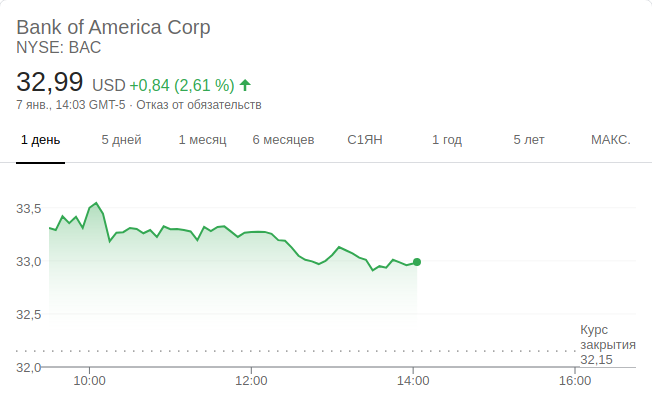 Bank of America Corp
NYSE: BAC
32,99 USD +0,84 (2,61 %)
7 янв., 14:03 GMT-5 · Отказ от обязательств
1 день 5 дней 1 месяц 6 месяцев С1ЯН 1 год 5 лет МАКС.
33,5
33,0
32,5
Курс
закрытия
32,15
32,0
10:00 12:00 14:00 16:00